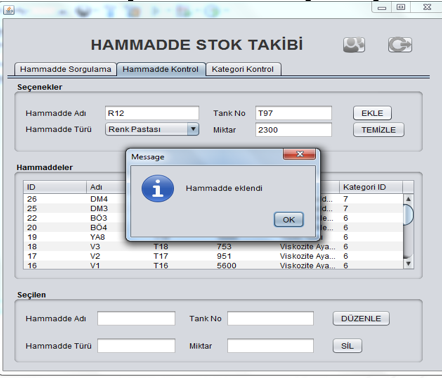 HAMMADDE STOK TAKİBİ
Hammadde Sorgulama Hammadde Kontrol Kategori Kontrol
Seçenekler
Hammadde Adı R12 Tank No T97 EKLE
Hammadde Türü Renk Pastası Miktar 2300 TEMİZLE
Message
Hammadde eklendi
OK
Hammaddeler
ID Adı Kategori ID
26 DM4 7
25 DM3 7
22 BÖ3 6
20 BÖ4 6
19 YA8 6
18 V3 T18 753 Viskozite Aya... 6
17 V2 T17 951 Viskozite Aya... 6
16 V1 T16 5600 Viskozite Aya... 6
Seçilen
Hammadde Adı Tank No DÜZENLE
Hammadde Türü Miktar SİL